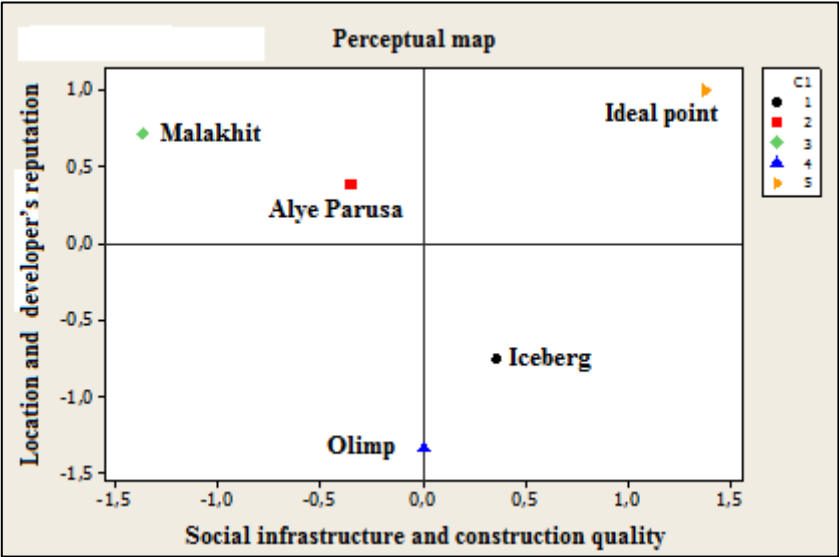 Perceptual map
Location and developer's reputation
1,0
0,5
0,0
-0,5
-1,0
-1,5
Malakhit
Alye Parusa
Ideal point
Iceberg
Olimp
-1,5 -1,0 -0,5 0,0 0,5 1,0 1,5
Social infrastructure and construction quality
C1
1
2
3
4
5